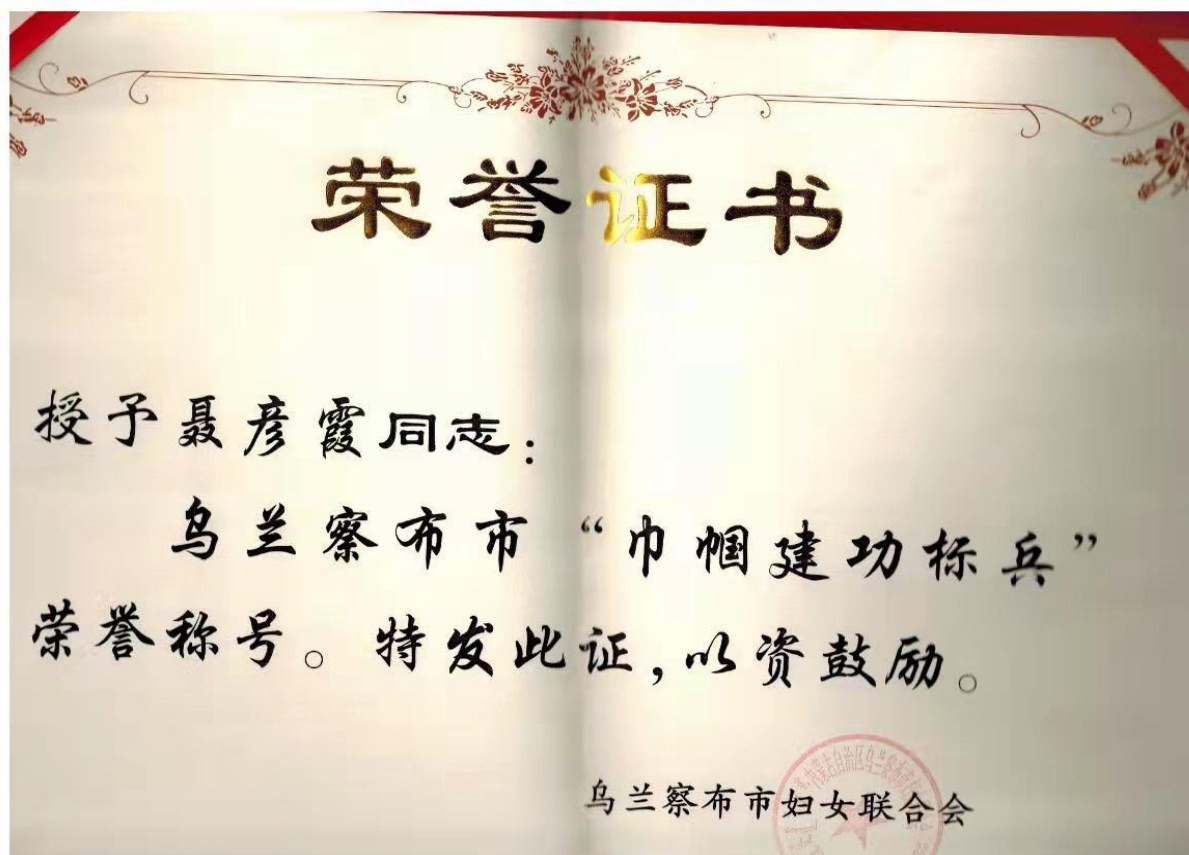 荣誉证书
授予聂彦霞同志：
乌兰察布市“巾帼建功标兵”
荣誉称号。特发此证，以资鼓励。
乌兰察布市妇女联合会